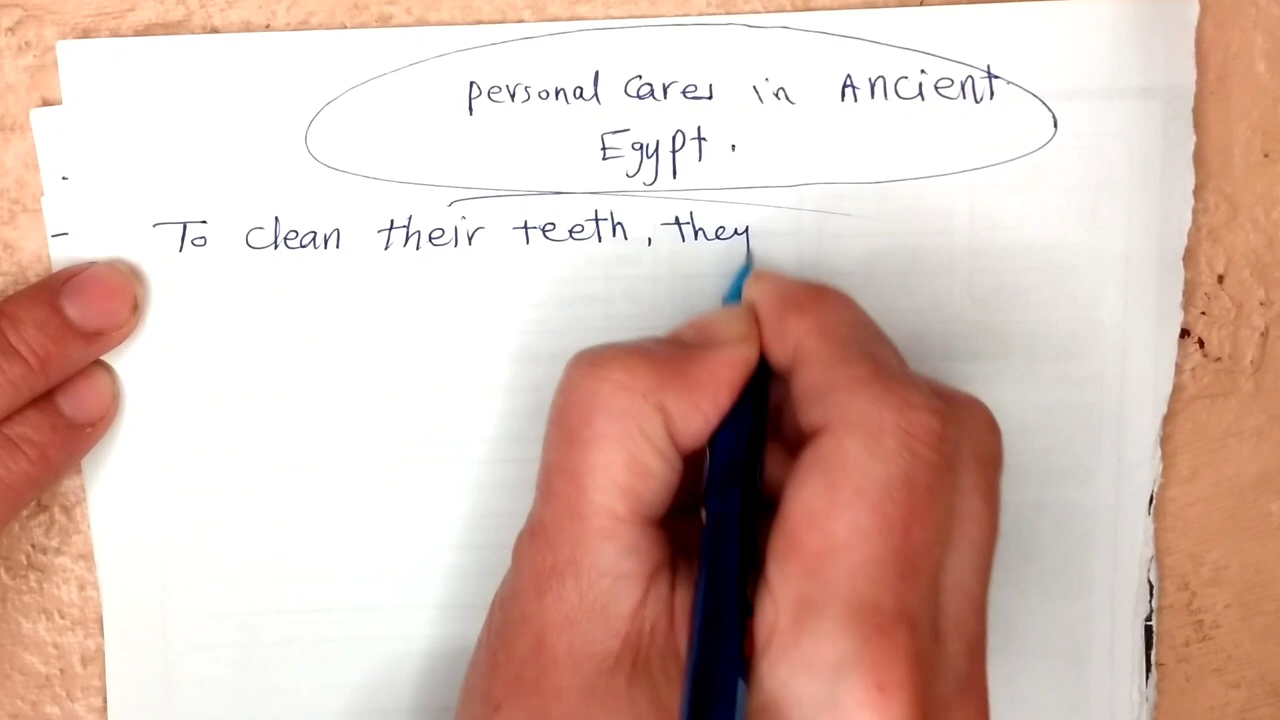 personal cares in Ancient
Egypt.
- To clean their teeth, they